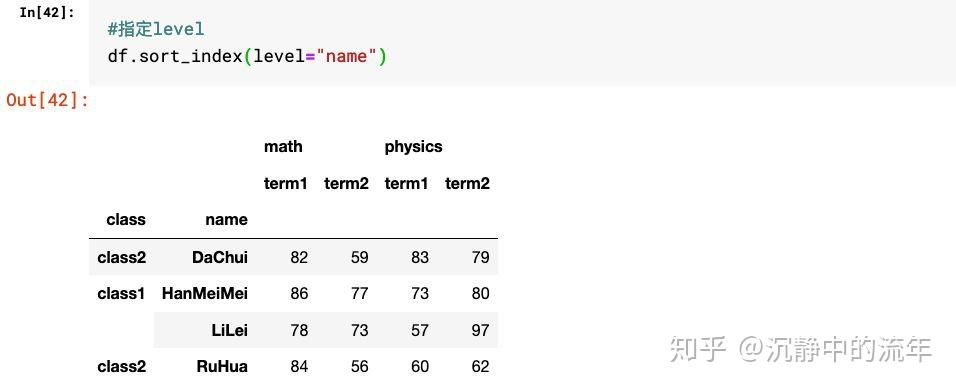 In[42]:
#指定level
df.sort_index(level="name")
Out[42]:
math physics
term1 term2 term1 term2
class name
class2 DaChui 82 59 83 79
class1 HanMeiMei 86 77 73 80
LiLei 78 73 57 97
class2 RuHua 84 56 60 62
知乎 @沉静中的流年